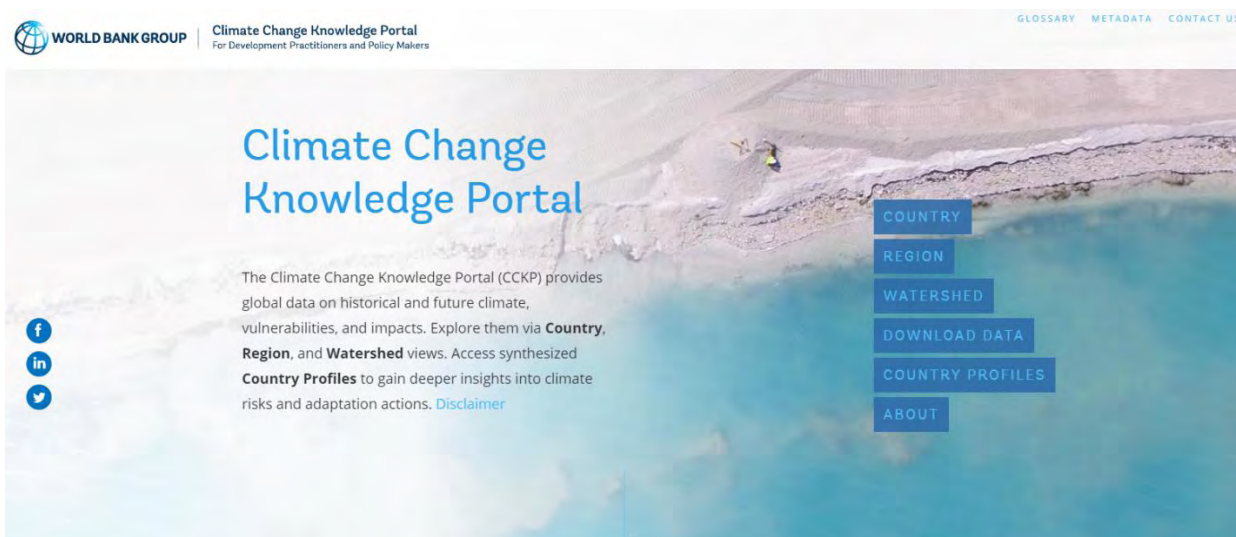 WORLD BANK GROUP
Climate Change Knowledge Portal
For Development Practitioners and Policy Makers
GLOSSARY METADATA CONTACT US
Climate Change
Knowledge Portal
The Climate Change Knowledge Portal (CCKP) provides
global data on historical and future climate,
vulnerabilities, and impacts. Explore them via Country,
Region, and Watershed views. Access synthesized
Country Profiles to gain deeper insights into climate
risks and adaptation actions. Disclaimer
COUNTRY
REGION
WATERSHED
DOWNLOAD DATA
COUNTRY PROFILES
ABOUT